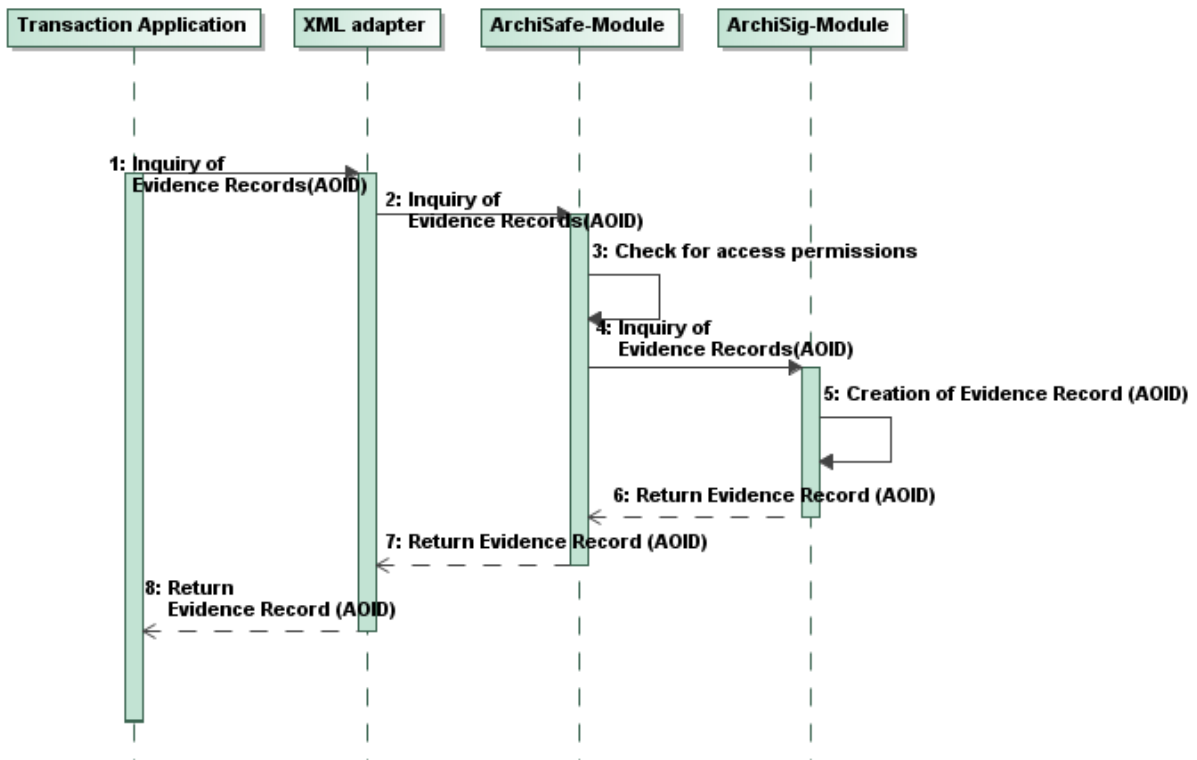 Transaction Application
XML adapter
ArchiSafe-Module
ArchiSig-Module
1: Inquiry of
Evidence Records(AOID)
2: Inquiry of
Evidence Records(AOID)
3: Check for access permissions
4: Inquiry of
Evidence Records(AOID)
5: Creation of Evidence Record (AOID)
6: Return Evidence Record (AOID)
7: Return Evidence Record (AOID)
8: Return
Evidence Record (AOID)